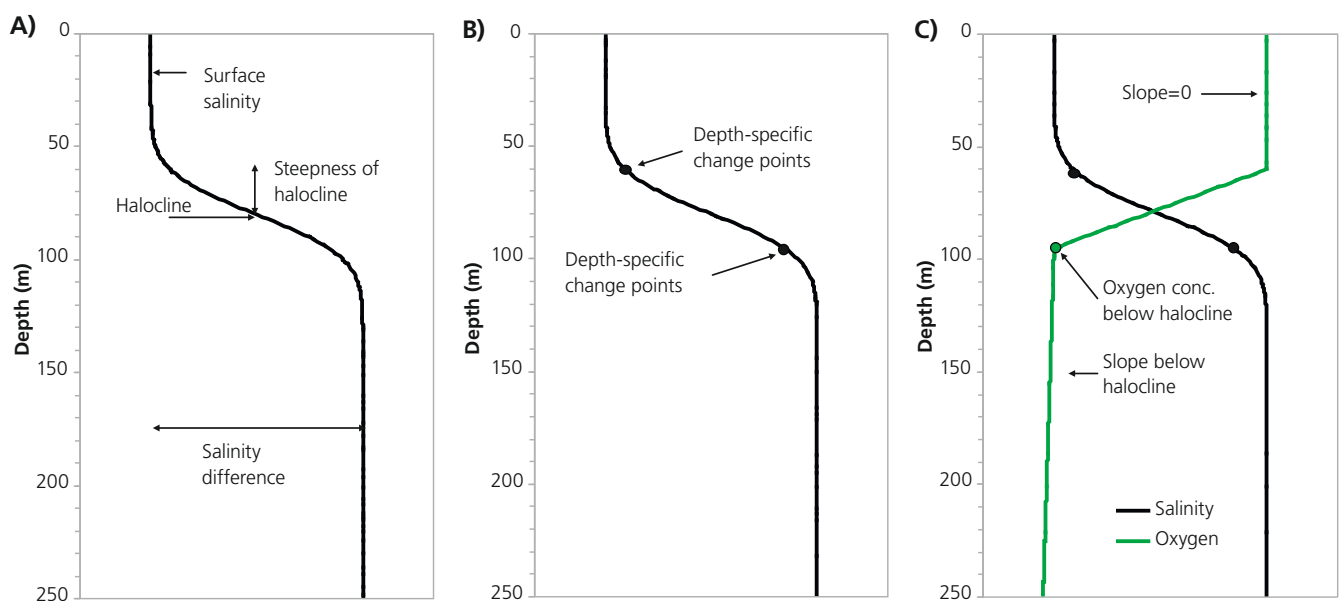 A)
0
50
100
150
200
250
Depth (m)
Surface
salinity
Steepness of
halocline
Halocline
Salinity
difference
B)
0
50
100
150
200
250
Depth (m)
Depth-specific
change points
Depth-specific
change points
C)
0
50
100
150
200
250
Depth (m)
Slope=0
Oxygen conc.
below halocline
Slope below
halocline
Salinity
Oxygen